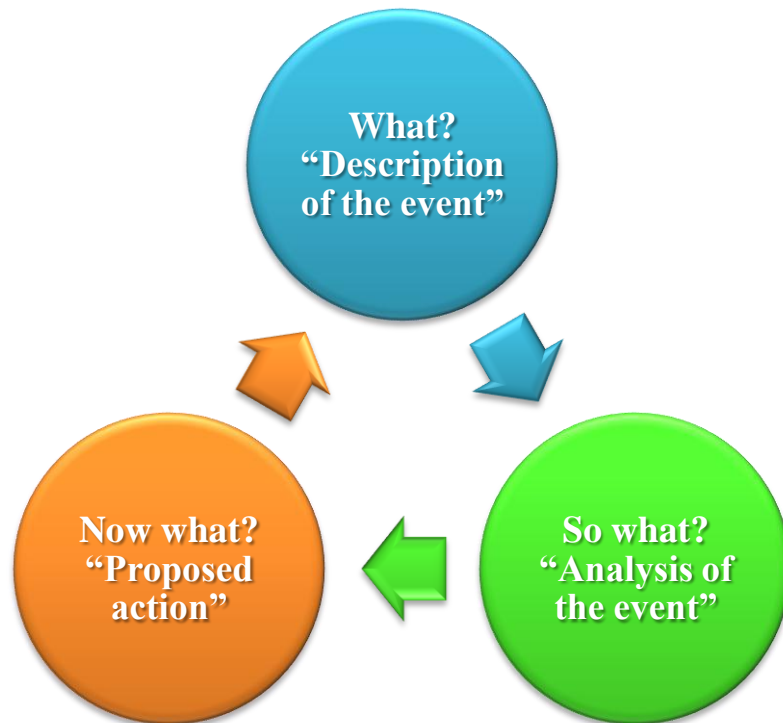 What?
“Description
of the event”
So what?
“Analysis of
the event”
Now what?
“Proposed
action”